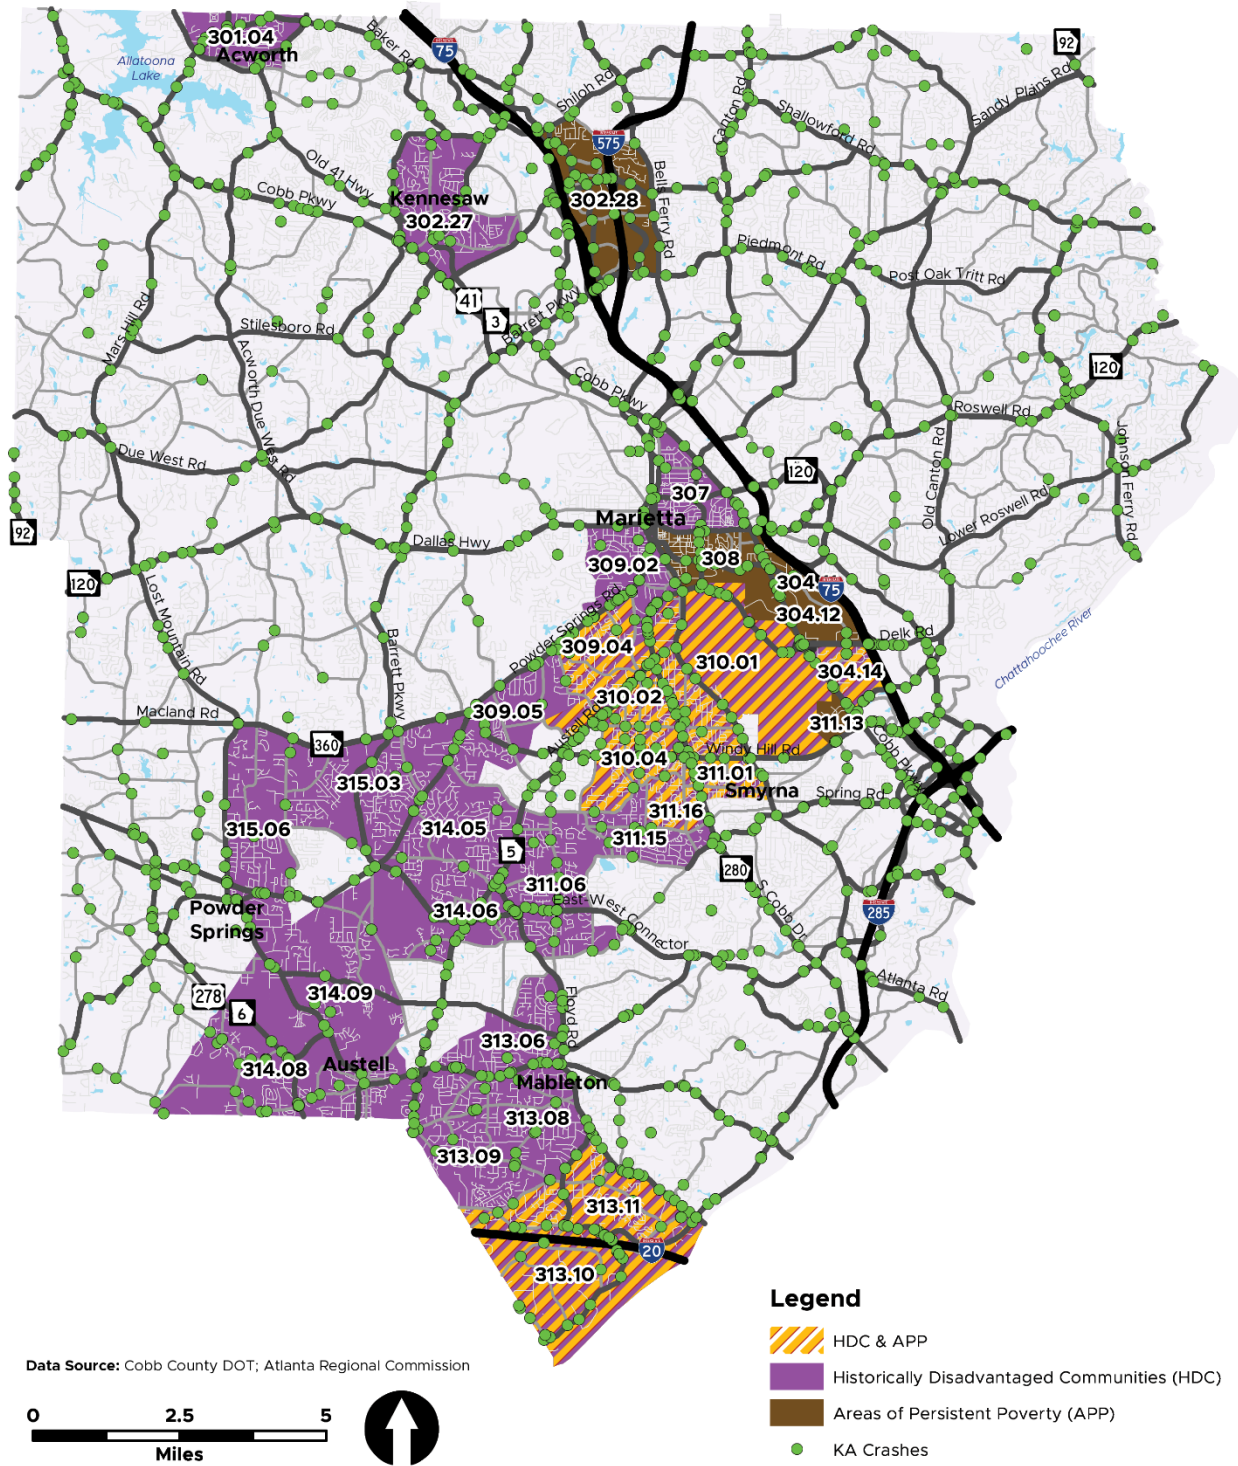 301.04
Acworth
Allatoona
Lake
Baker Rd
75
92
Shiloh Rd
575
Canton Rd
Shallowford Rd
Sandy Plains Rd
Old 41 Hwy
Cobb Pkwy
Kennesaw
302.27
302.28
Bells Ferry Rd
Piedmont Rd
Post Oak Tritt Rd
41
3
Barrett Pkwy
Mars Hill Rd
Stilesboro Rd
Acworth Due West Rd
Cobb Pkwy
120
Roswell Rd
Due West Rd
120
Old Canton Rd
Johnson Ferry Rd
Lower Roswell Rd
307
Marietta
92
Dallas Hwy
308
309.02
304.
75
120
304.12
Lost Mountain Rd
Barrett Pkwy
Powder Springs Rd
309.04
Delk Rd
Chattahoochee River
310.01
304.14
310.02
Macland Rd
309.05
Austell Rd
311.13
360
Windy Hill Rd
Cobb Pkwy
310.04
311.01
315.03
Smyrna
Spring Rd
311.16
315.06
314.05
311.15
5
280
311.06
S Cobb Dr
East-West Connector
Powder
Springs
314.06
285
278
6
314.09
Atlanta Rd
Floyd Rd
313.06
314.08
Austell
Mableton
313.08
313.09
313.11
20
313.10
Legend
HDC & APP
Historically Disadvantaged Communities (HDC)
Areas of Persistent Poverty (APP)
KA Crashes
Data Source: Cobb County DOT; Atlanta Regional Commission
0 2.5 5
Miles